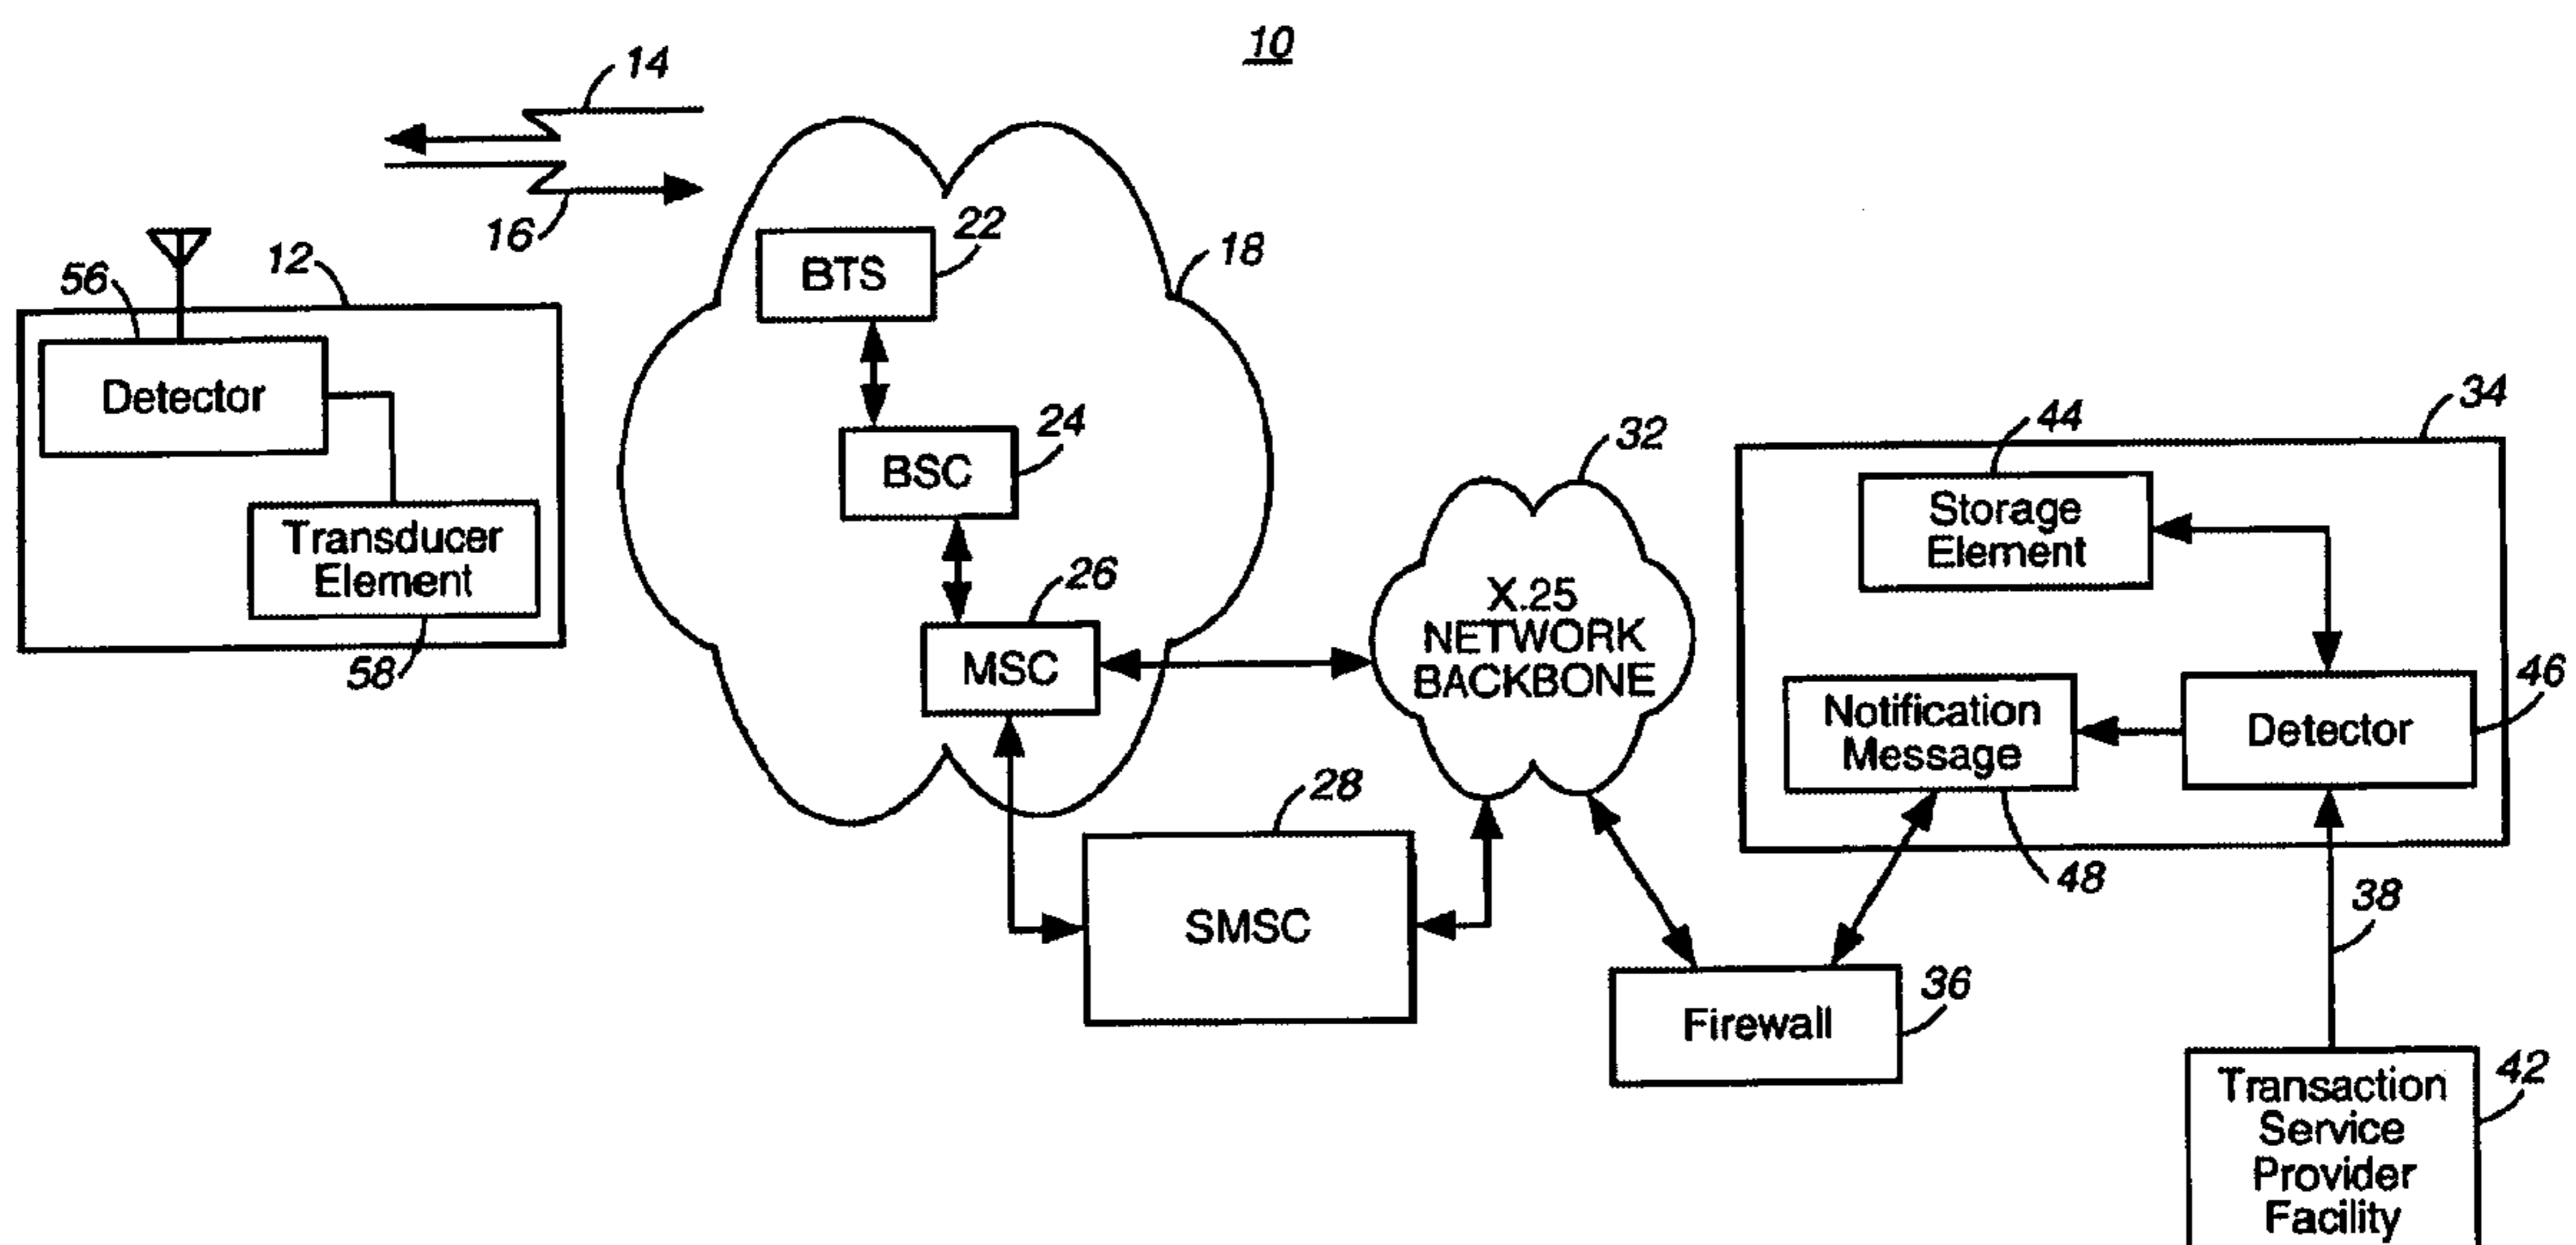 10
14
16
12
56
Detector
Transducer
Element
58
18
BTS
22
BSC
24
MSC
26
SMSC
28
X.25
NETWORK
BACKBONE
32
34
Storage
Element
44
Notification
Message
48
Detector
46
Firewall
36
38
Transaction
Service
Provider
Facility
42